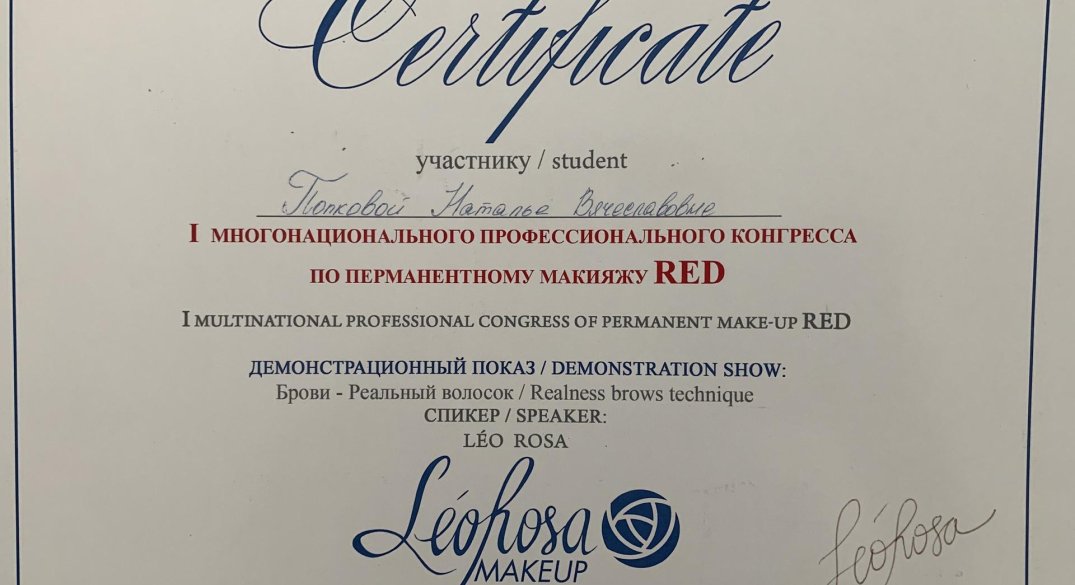 Certificate
участнику / student
Попковой Наталье Вячеславовне
I МНОГОНАЦИОНАЛЬНОГО ПРОФЕССИОНАЛЬНОГО КОНГРЕССА
ПО ПЕРМАНЕНТНОМУ МАКИЯЖУ RED
I MULTINATIONAL PROFESSIONAL CONGRESS OF PERMANENT MAKE-UP RED
ДЕМОНСТРАЦИОННЫЙ ПОКАЗ / DEMONSTRATION SHOW:
Брови - Реальный волосок / Realness brows technique
СПИКЕР / SPEAKER:
LÉO ROSA
LéoRosa
MAKEUP
LéoRosa